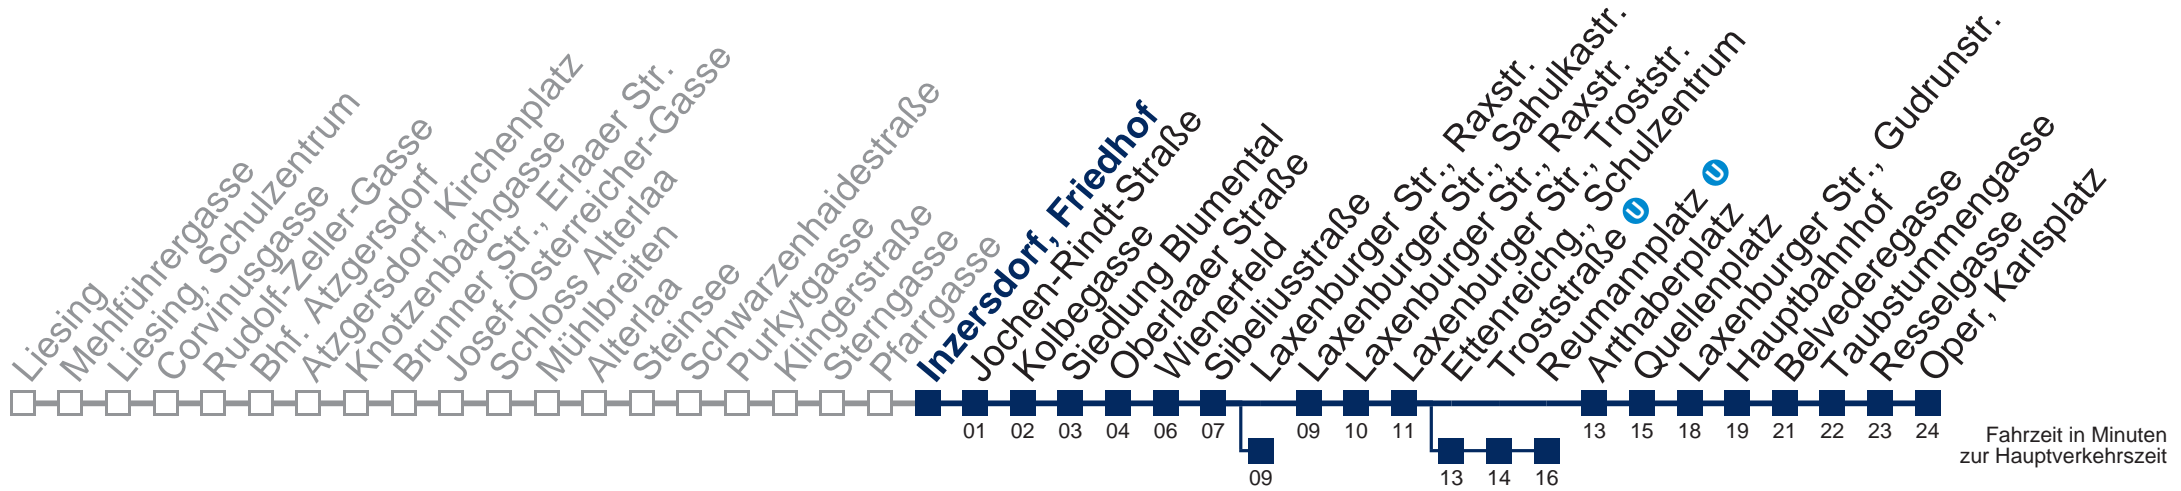 Liesing
Mehlführergasse
Liesing, Schulzentrum
Corvinusgasse
Rudolf-Zeller-Gasse
Bhf. Atzgersdorf
Atzgersdorf, Kirchenplatz
Knotzenbachgasse
Brunner Str., Erlaaer Str.
Josef-Österreicher-Gasse
Schloss Alterlaa
Mühlbreiten
Alterlaa
Steinsee
Schwarzenhaidestraße
Purkytgasse
Klingerstraße
Sterngasse
Pfarrgasse
Inzersdorf, Friedhof
Jochen-Rindt-Straße
Kolbegasse
Siedlung Blumental
Oberlaaer Straße
Wienerfeld
Sibeliusstraße
Laxenburger Str., Raxstr.
Laxenburger Str., Sahulkastr.
Laxenburger Str., Raxstr.
Laxenburger Str., Troststr.
Ettenreichg., Schulzentrum
Troststraße U
Reumannplatz U
Arthaberplatz
Quellenplatz
Laxenburger Str., Gudrunstr.
Hauptbahnhof
Belvederegasse
Taubstummengasse
Resselgasse
Oper, Karlsplatz
01 02 03 04 06 07 09 10 11 13 15 18 19 21 22 23 24
09 13 14 16
Fahrzeit in Minuten
zur Hauptverkehrszeit